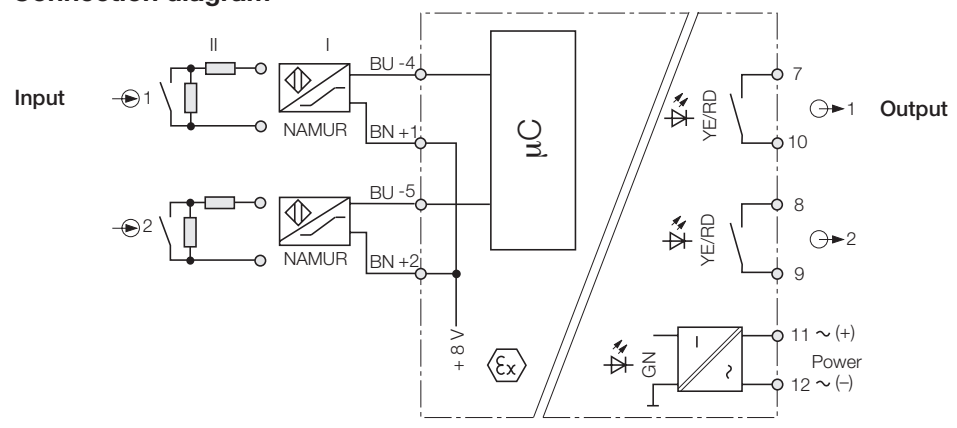 Connection diagram
Input
II
I
1
NAMUR
BU -4
BN +1
2
NAMUR
BU -5
BN +2
+ 8 V
µC
Ex
YE/RD
7
10
1
Output
YE/RD
8
9
2
GN
11 ~ (+)
Power
12 ~ (–)